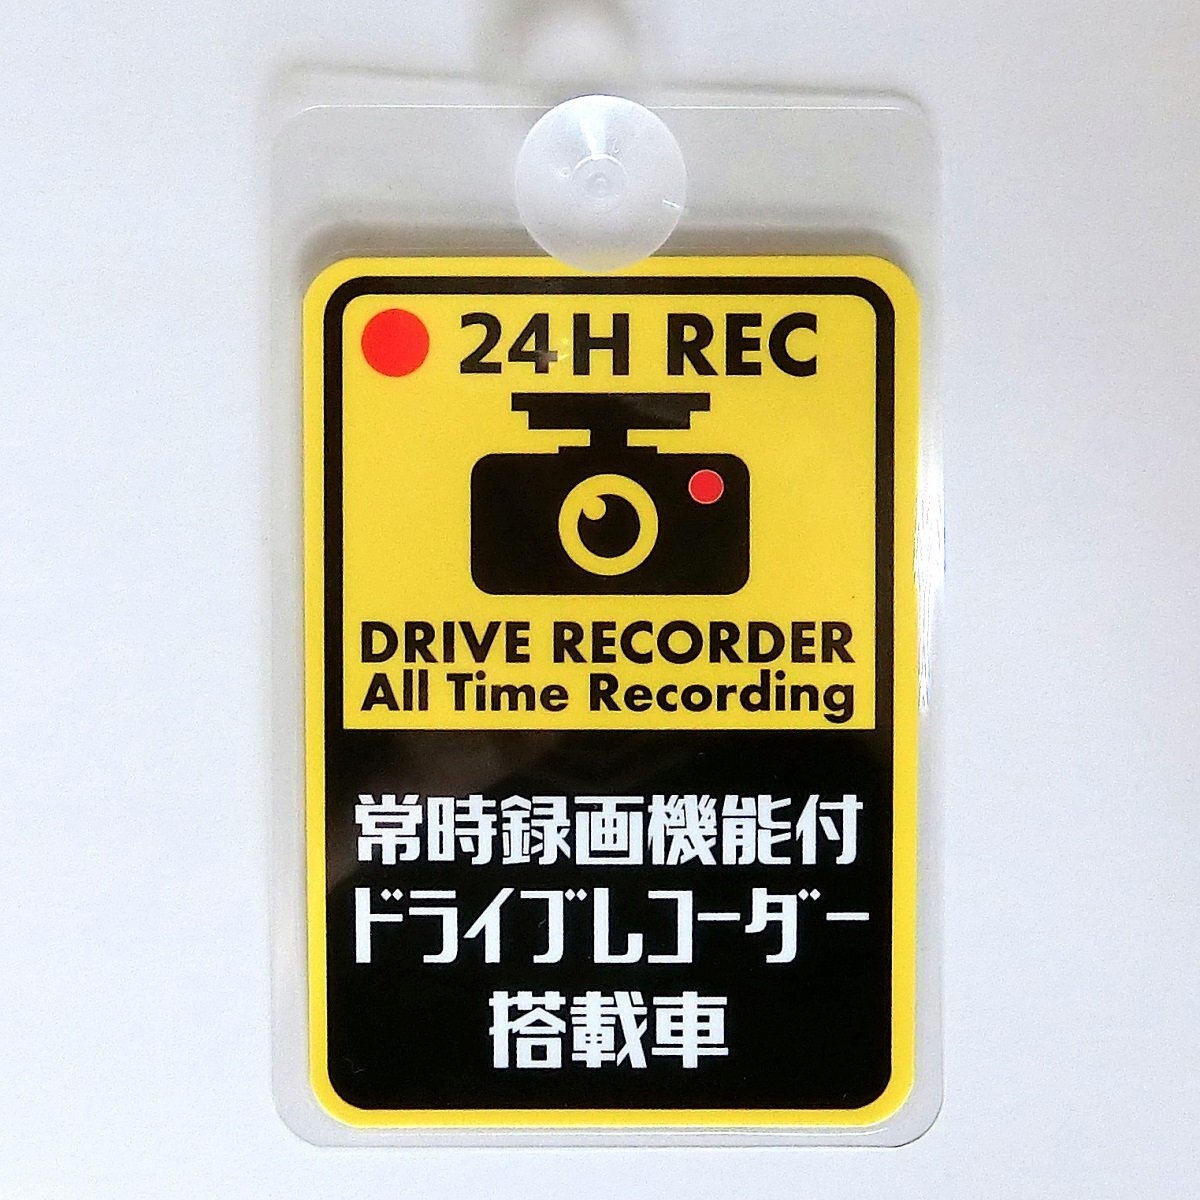 24H REC
DRIVE RECORDER
All Time Recording
常時録画機能付
ドライブレコーダー
搭載車